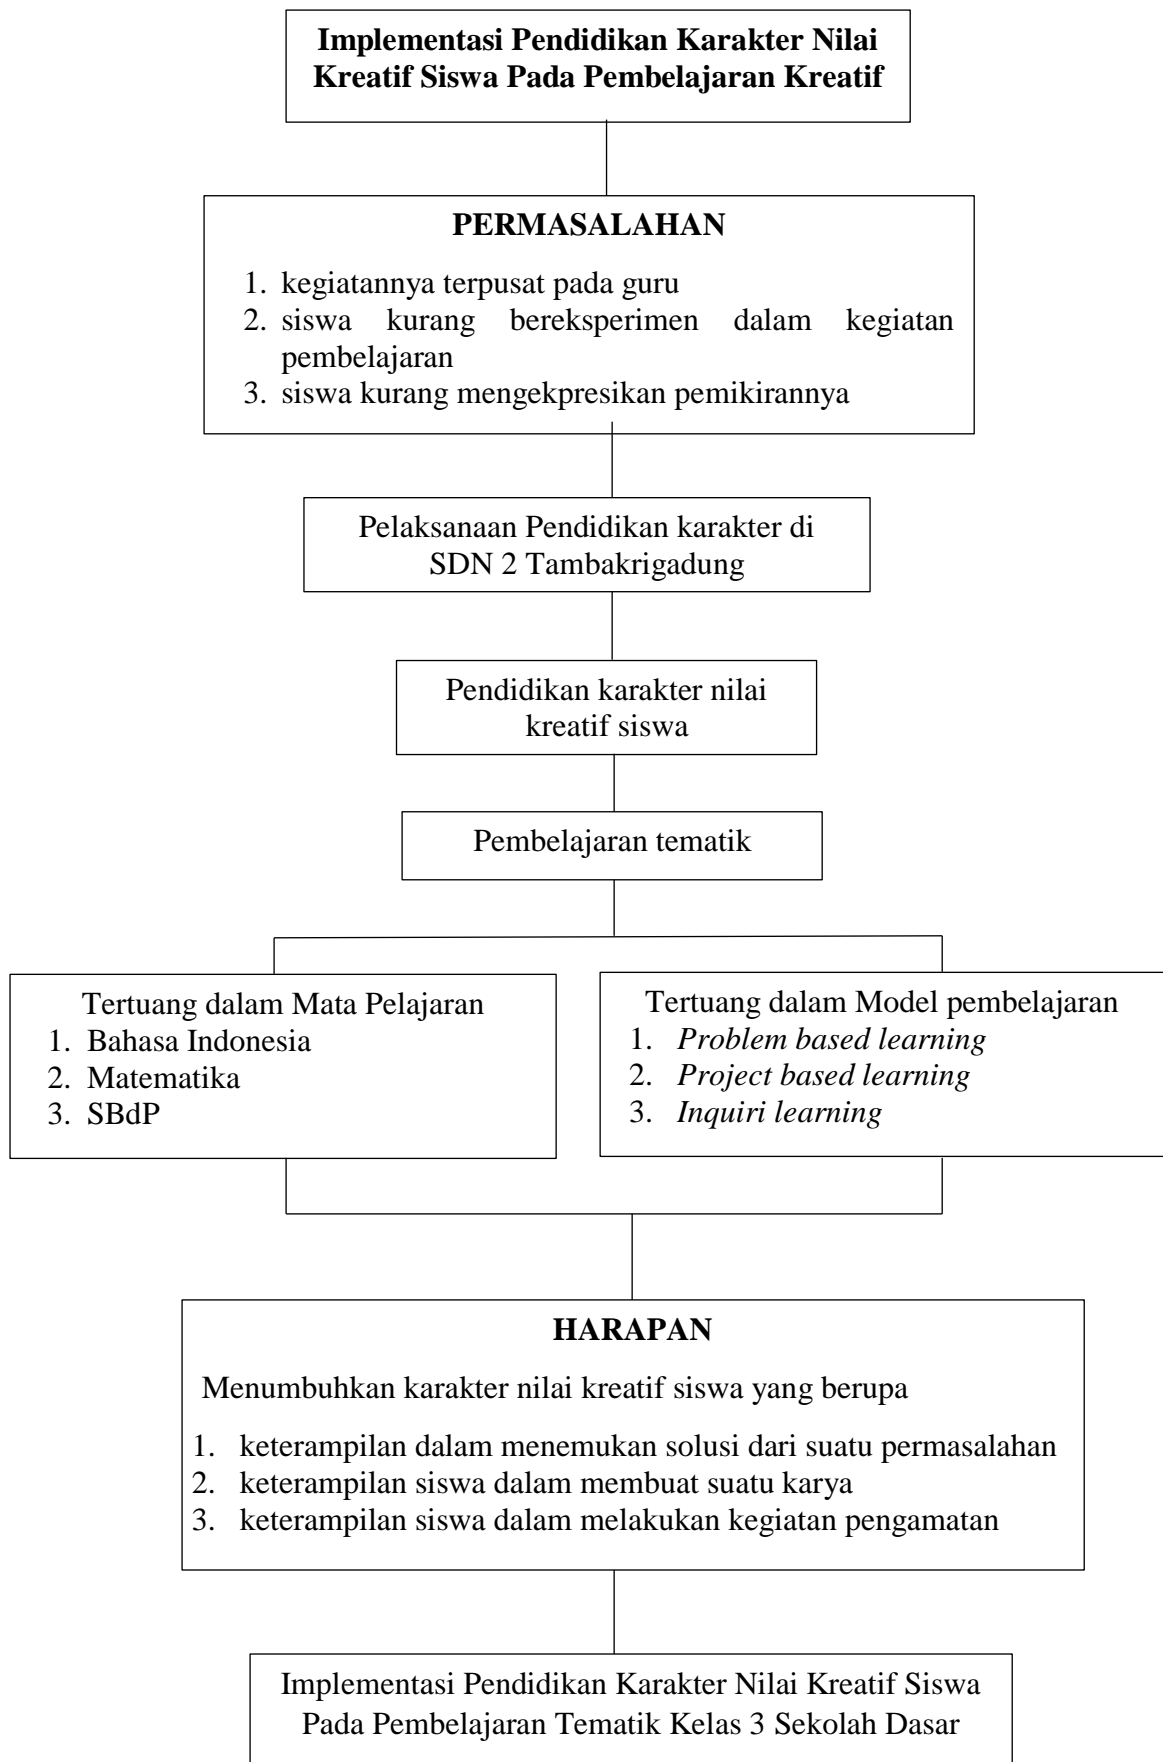 Implementasi Pendidikan Karakter Nilai
Kreatif Siswa Pada Pembelajaran Kreatif
PERMASALAHAN
1. kegiatannya terpusat pada guru
2. siswa kurang bereksperimen dalam kegiatan
pembelajaran
3. siswa kurang mengekpresikan pemikirannya
Pelaksanaan Pendidikan karakter di
SDN 2 Tambakrigadung
Pendidikan karakter nilai
kreatif siswa
Pembelajaran tematik
Tertuang dalam Mata Pelajaran
1. Bahasa Indonesia
2. Matematika
3. SBdP
Tertuang dalam Model pembelajaran
1. Problem based learning
2. Project based learning
3. Inquiri learning
HARAPAN
Menumbuhkan karakter nilai kreatif siswa yang berupa
1. keterampilan dalam menemukan solusi dari suatu permasalahan
2. keterampilan siswa dalam membuat suatu karya
3. keterampilan siswa dalam melakukan kegiatan pengamatan
Implementasi Pendidikan Karakter Nilai Kreatif Siswa
Pada Pembelajaran Tematik Kelas 3 Sekolah Dasar